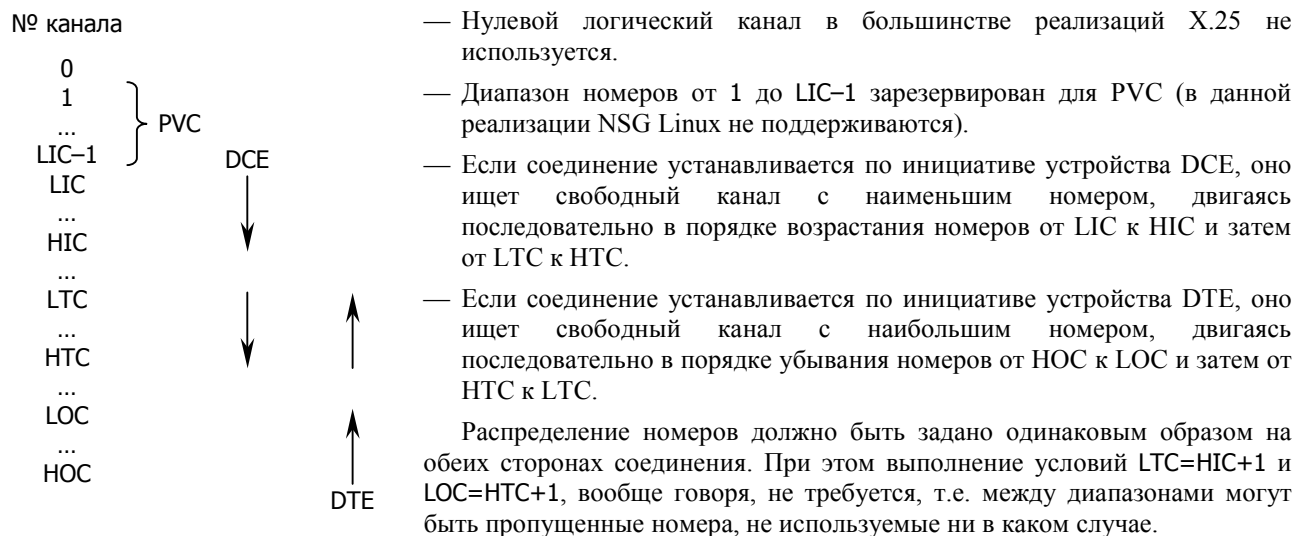 № канала
0
1
...
LIC–1
LIC
...
HIC
...
LTC
...
HTC
...
LOC
...
HOC
PVC
DCE
DTE
— Нулевой логический канал в большинстве реализаций X.25 не
используется.
— Диапазон номеров от 1 до LIC–1 зарезервирован для PVC (в данной
реализации NSG Linux не поддерживаются).
— Если соединение устанавливается по инициативе устройства DCE, оно
ищет свободный канал с наименьшим номером, двигаясь
последовательно в порядке возрастания номеров от LIC к HIC и затем
от LTC к HTC.
— Если соединение устанавливается по инициативе устройства DTE, оно
ищет свободный канал с наибольшим номером, двигаясь
последовательно в порядке убывания номеров от HOC к LOC и затем от
HTC к LTC.
Распределение номеров должно быть задано одинаковым образом на
обеих сторонах соединения. При этом выполнение условий LTC=HIC+1 и
LOC=HTC+1, вообще говоря, не требуется, т.е. между диапазонами могут
быть пропущенные номера, не используемые ни в каком случае.